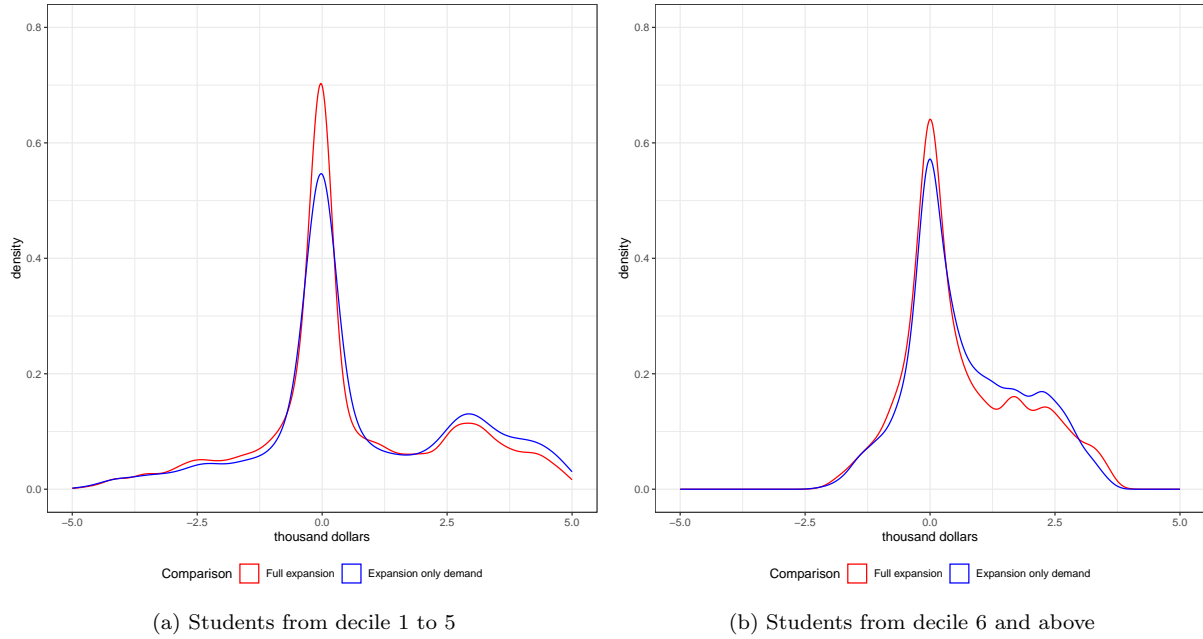 0.8
0.6
0.4
0.2
0.0
density
−5.0 −2.5 0.0 2.5 5.0
thousand dollars
Comparison Full expansion Expansion only demand
(a) Students from decile 1 to 5
0.8
0.6
0.4
0.2
0.0
density
−5.0 −2.5 0.0 2.5 5.0
thousand dollars
Comparison Full expansion Expansion only demand
(b) Students from decile 6 and above